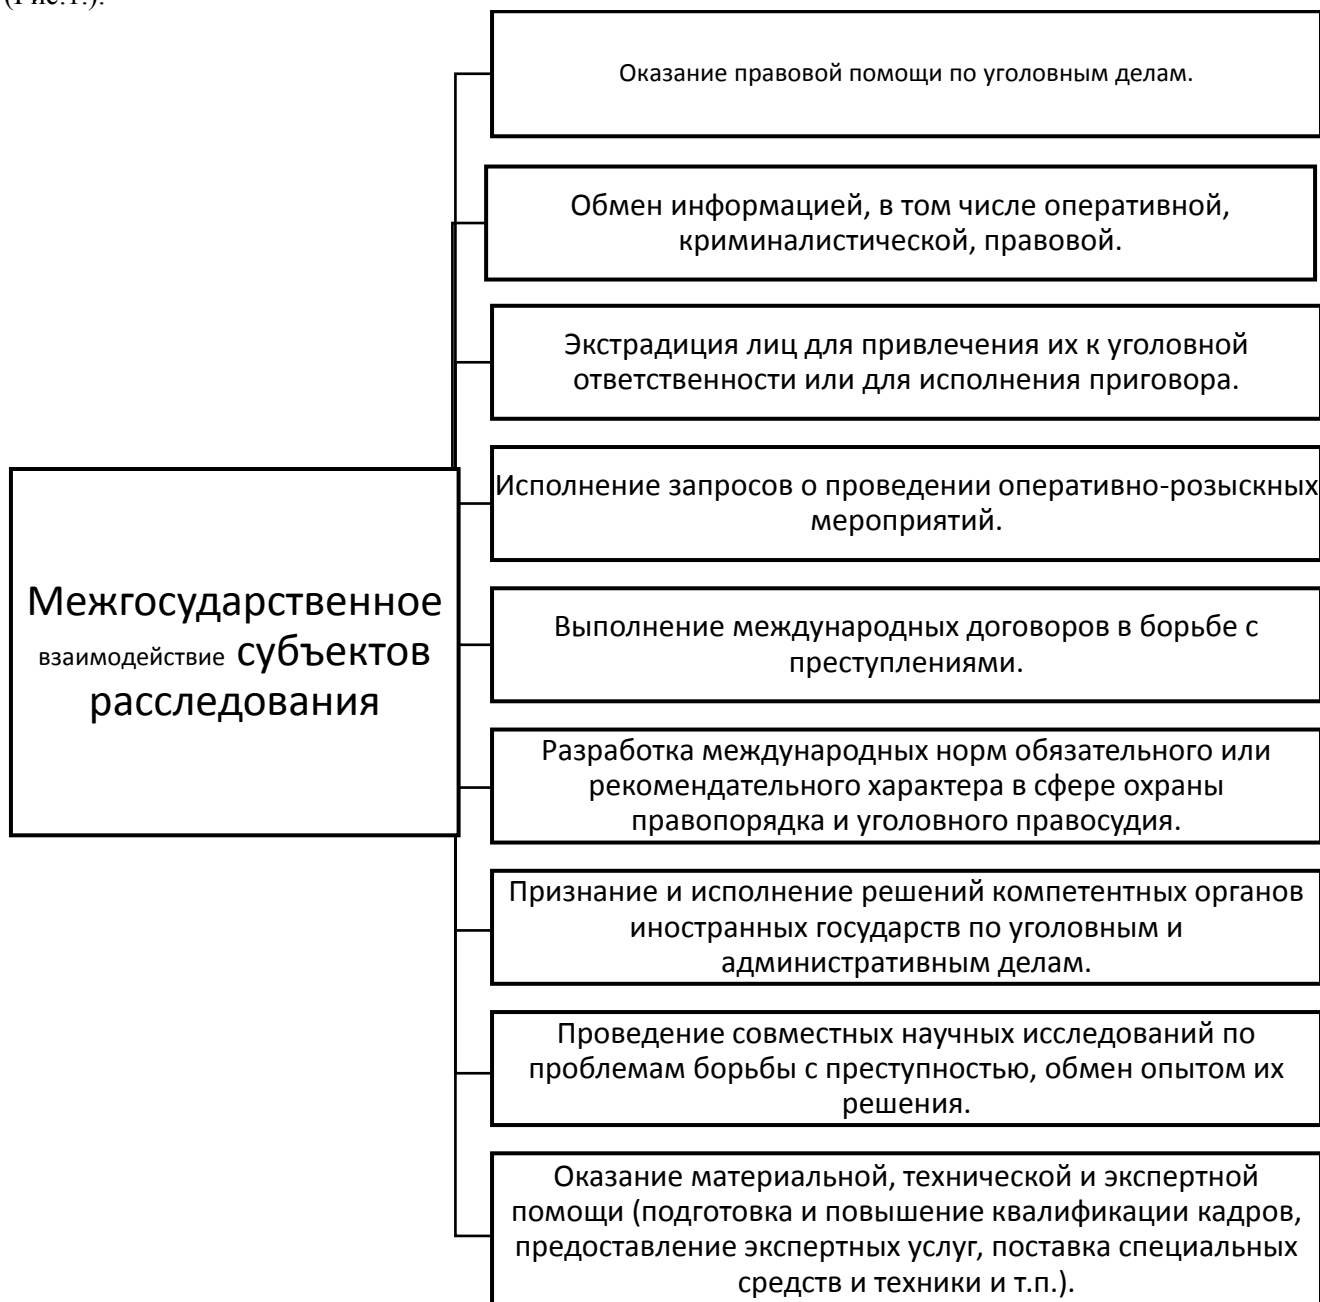 (Рис.1.).
Оказание правовой помощи по уголовным делам.
Обмен информацией, в том числе оперативной,
криминалистической, правовой.
Экстрадиция лиц для привлечения их к уголовной
ответственности или для исполнения приговора.
Исполнение запросов о проведении оперативно-розыскных
мероприятий.
Межгосударственное
взаимодействие субъектов
расследования
Выполнение международных договоров в борьбе с
преступлениями.
Разработка международных норм обязательного или
рекомендательного характера в сфере охраны
правопорядка и уголовного правосудия.
Признание и исполнение решений компетентных органов
иностранных государств по уголовным и
административным делам.
Проведение совместных научных исследований по
проблемам борьбы с преступностью, обмен опытом их
решения.
Оказание материальной, технической и экспертной
помощи (подготовка и повышение квалификации кадров,
предоставление экспертных услуг, поставка специальных
средств и техники и т.п.).